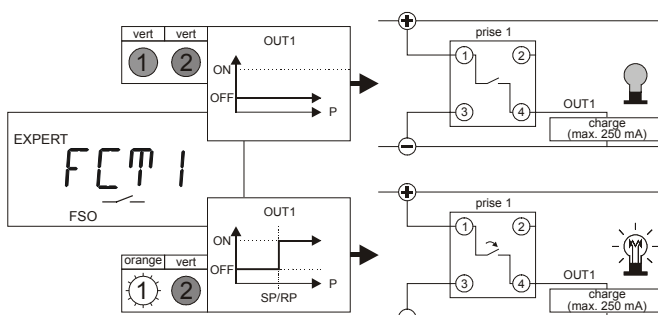 vert vert
1 2
OUT1
ON
OFF
P
prise 1
1 2
3 4
OUT1
charge
(max. 250 mA)
EXPERT
FCT1
FSO
orange vert
1 2
OUT1
ON
OFF
P
SP/RP
prise 1
1 2
3 4
OUT1
charge
(max. 250 mA)